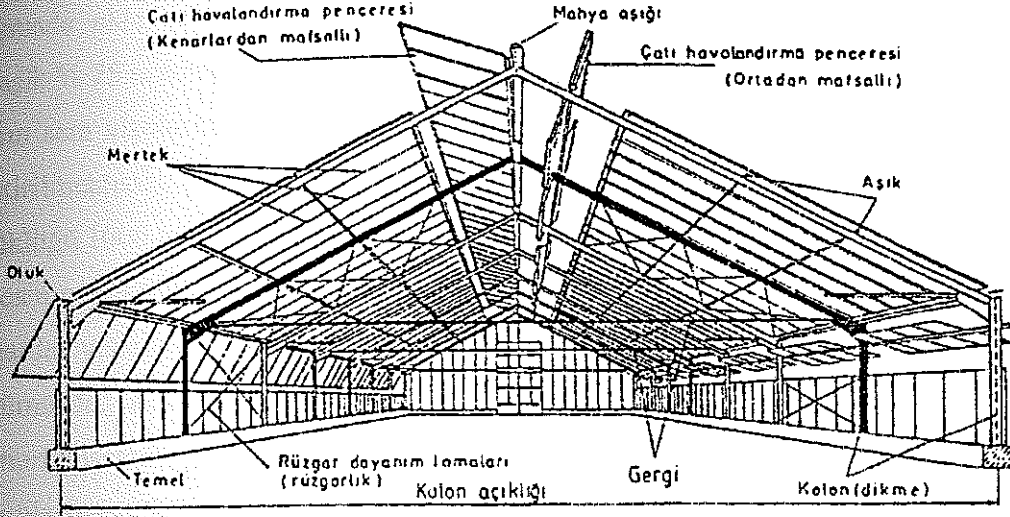 Çatı havalandırma penceresi
(Kenarlardan mafsallı)
Mahya aşığı
Çatı havalandırma penceresi
(Ortadan mafsallı)
Mertek
Aşık
Oluk
Temel
Rüzgar dayanım lamaları
(rüzgarlık)
Gergi
Kolon (dikme)
Kolon açıklığı